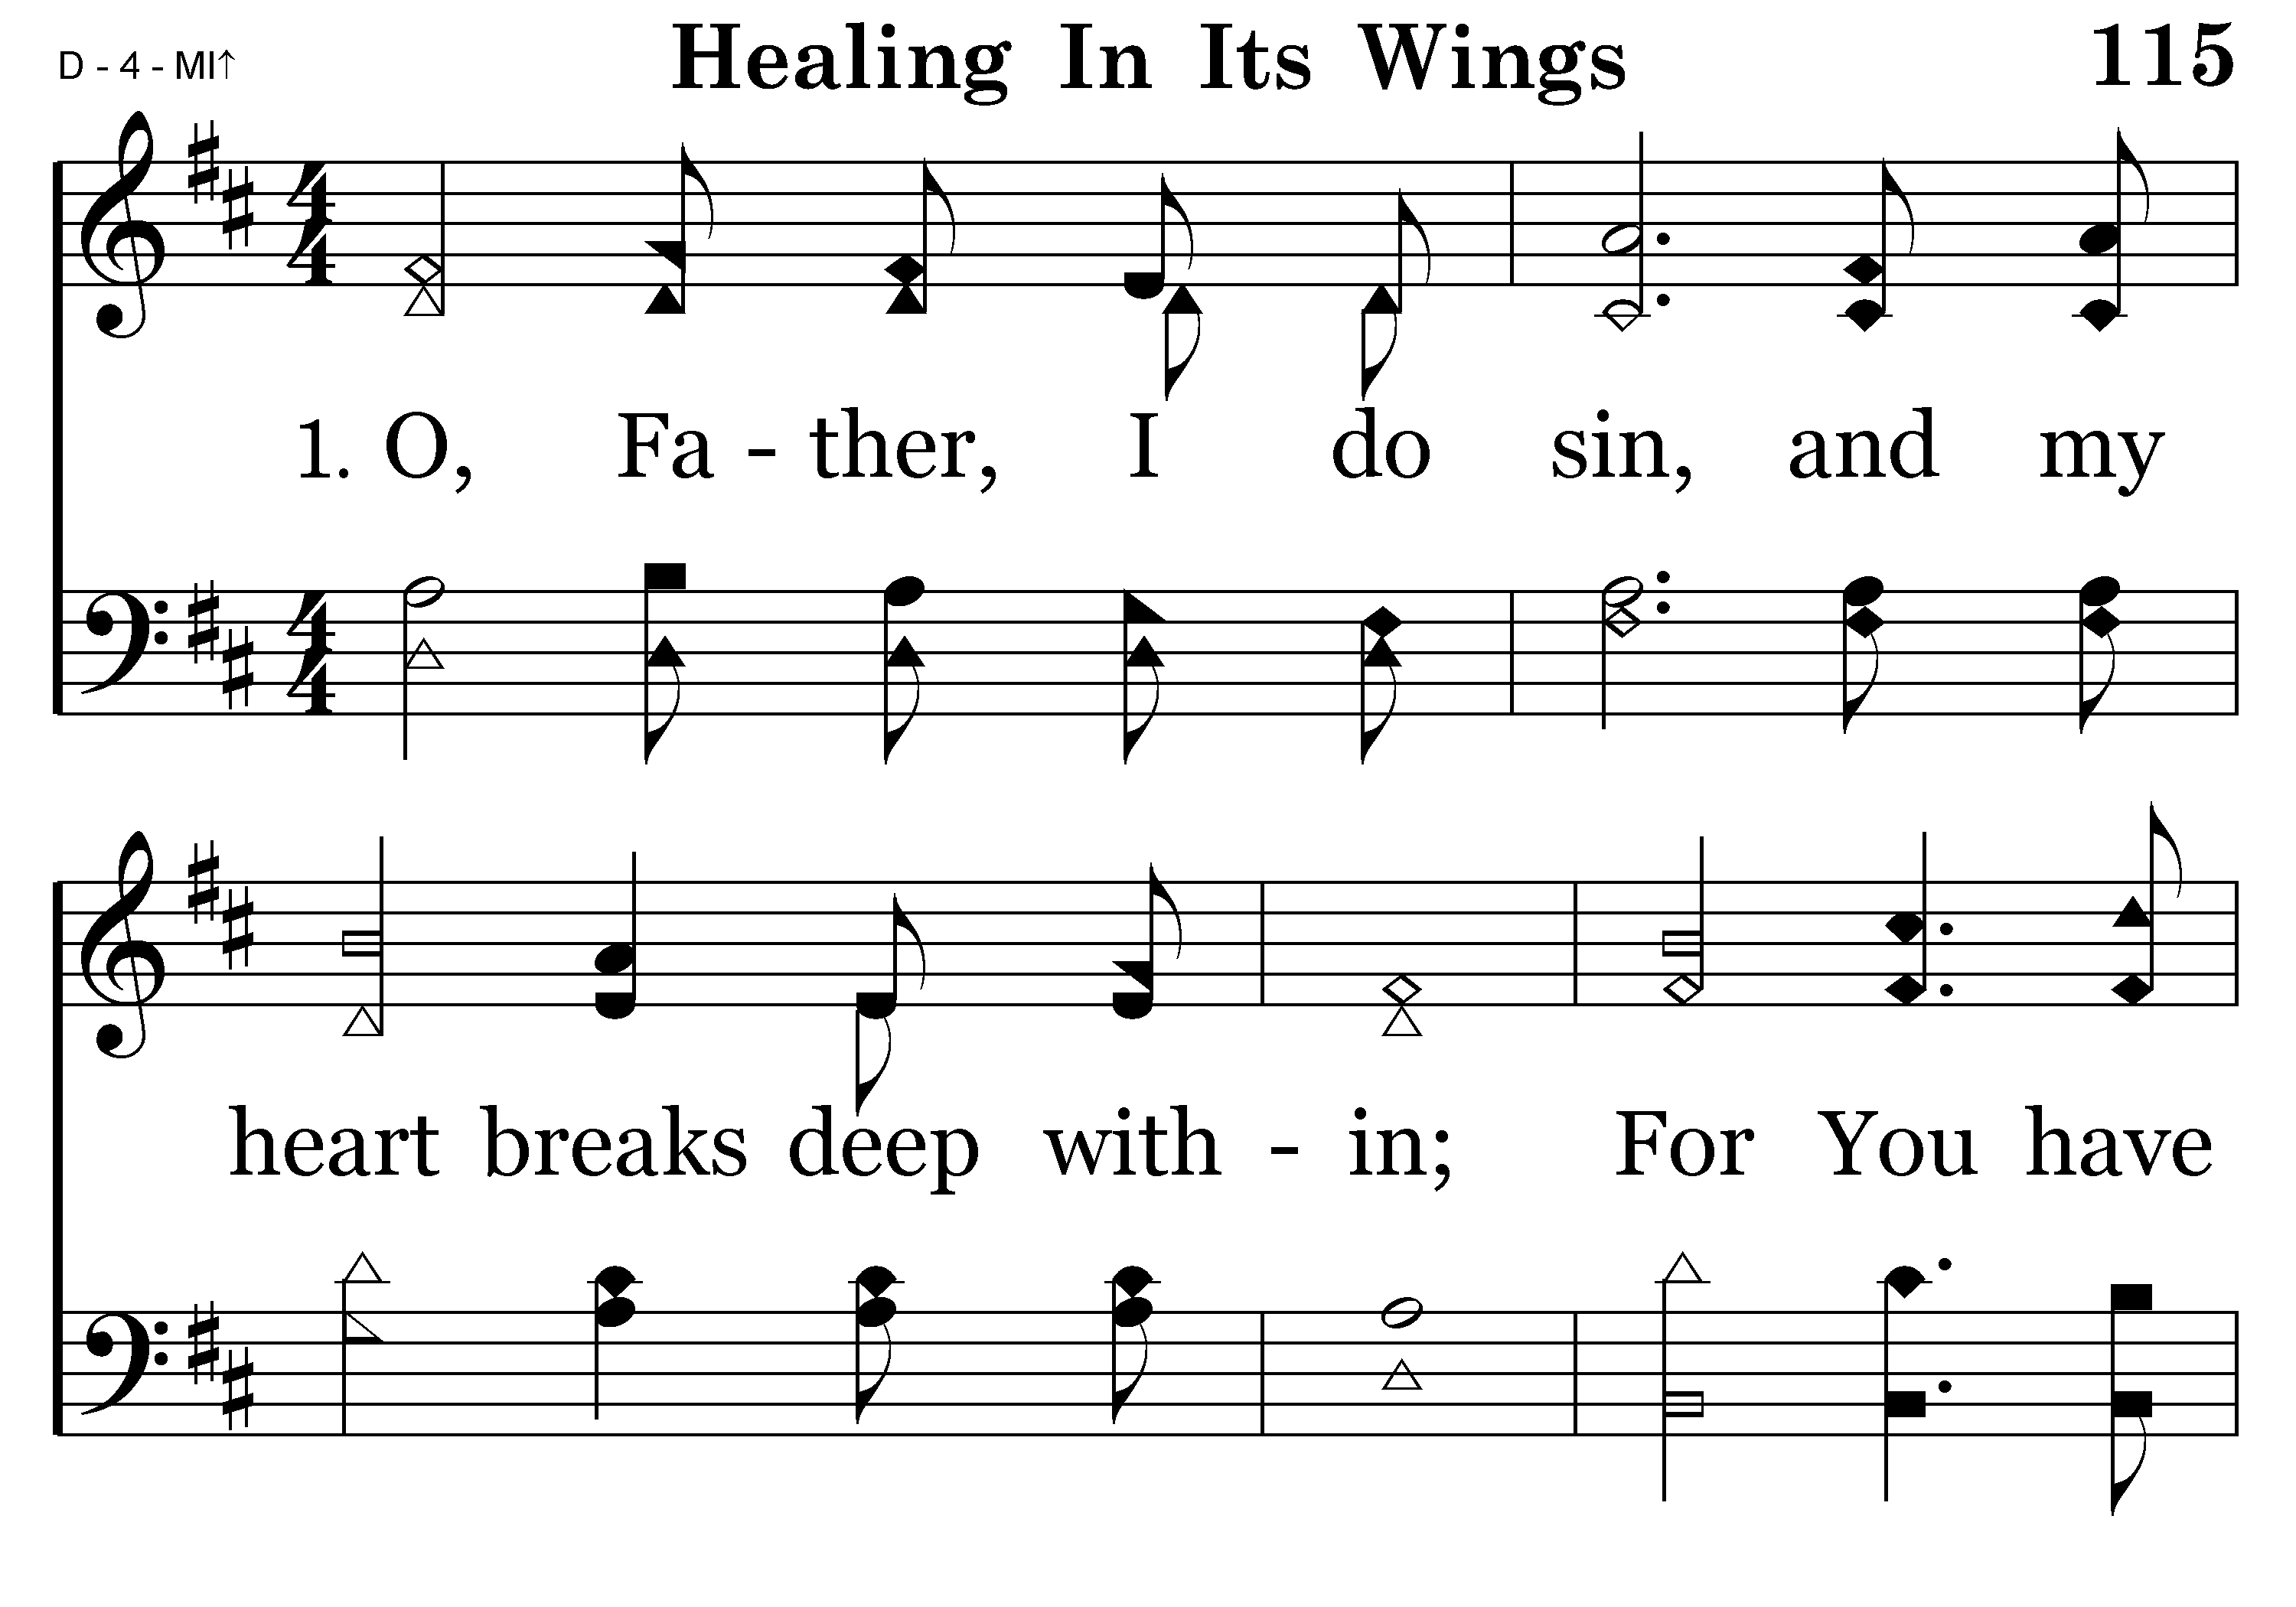 D - 4 - MI↑ Healing In Its Wings 115
1. O, Fa - ther, I do sin, and my
heart breaks deep with - in; For You have